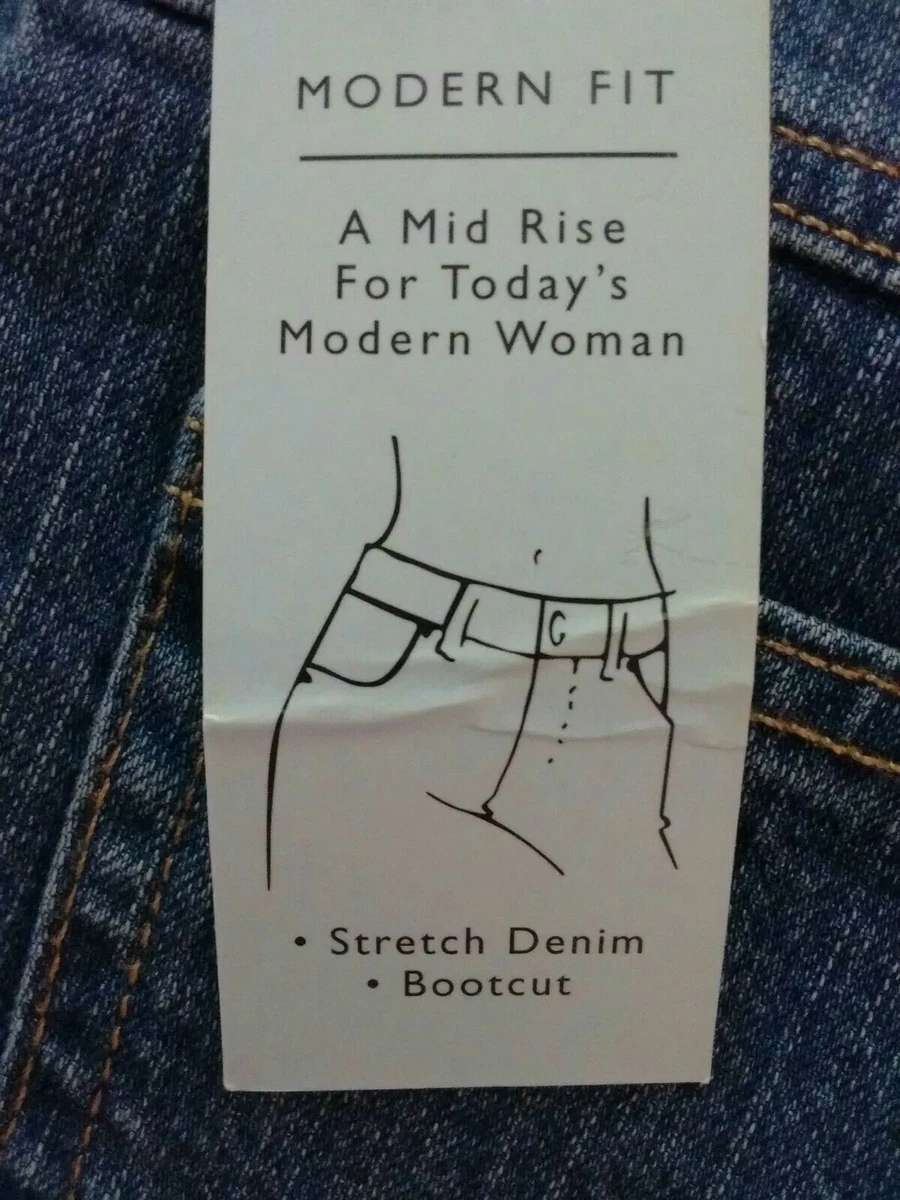 MODERN FIT
A Mid Rise
For Today's
Modern Woman
• Stretch Denim
• Bootcut